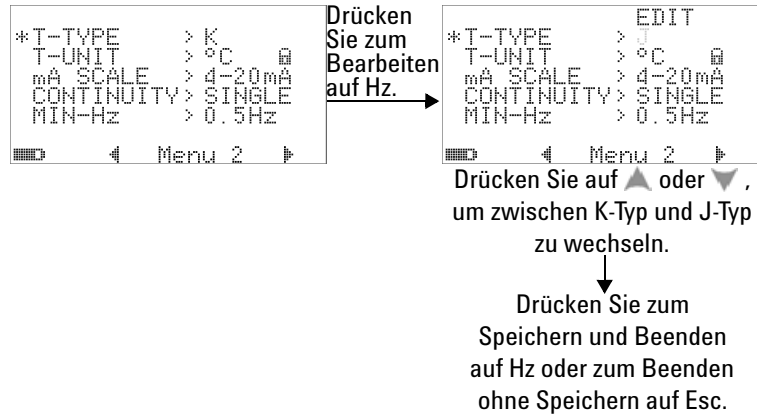 *T-TYPE > K
T-UNIT > °C
mA SCALE > 4-20mA
CONTINUITY> SINGLE
MIN-Hz > 0.5Hz
Menu 2
Drücken
Sie zum
Bearbeiten
auf Hz.
EDIT
*T-TYPE > J
T-UNIT > °C
mA SCALE > 4-20mA
CONTINUITY> SINGLE
MIN-Hz > 0.5Hz
Menu 2
Drücken Sie auf oder ,
um zwischen K-Typ und J-Typ
zu wechseln.
Drücken Sie zum
Speichern und Beenden
auf Hz oder zum Beenden
ohne Speichern auf Esc.